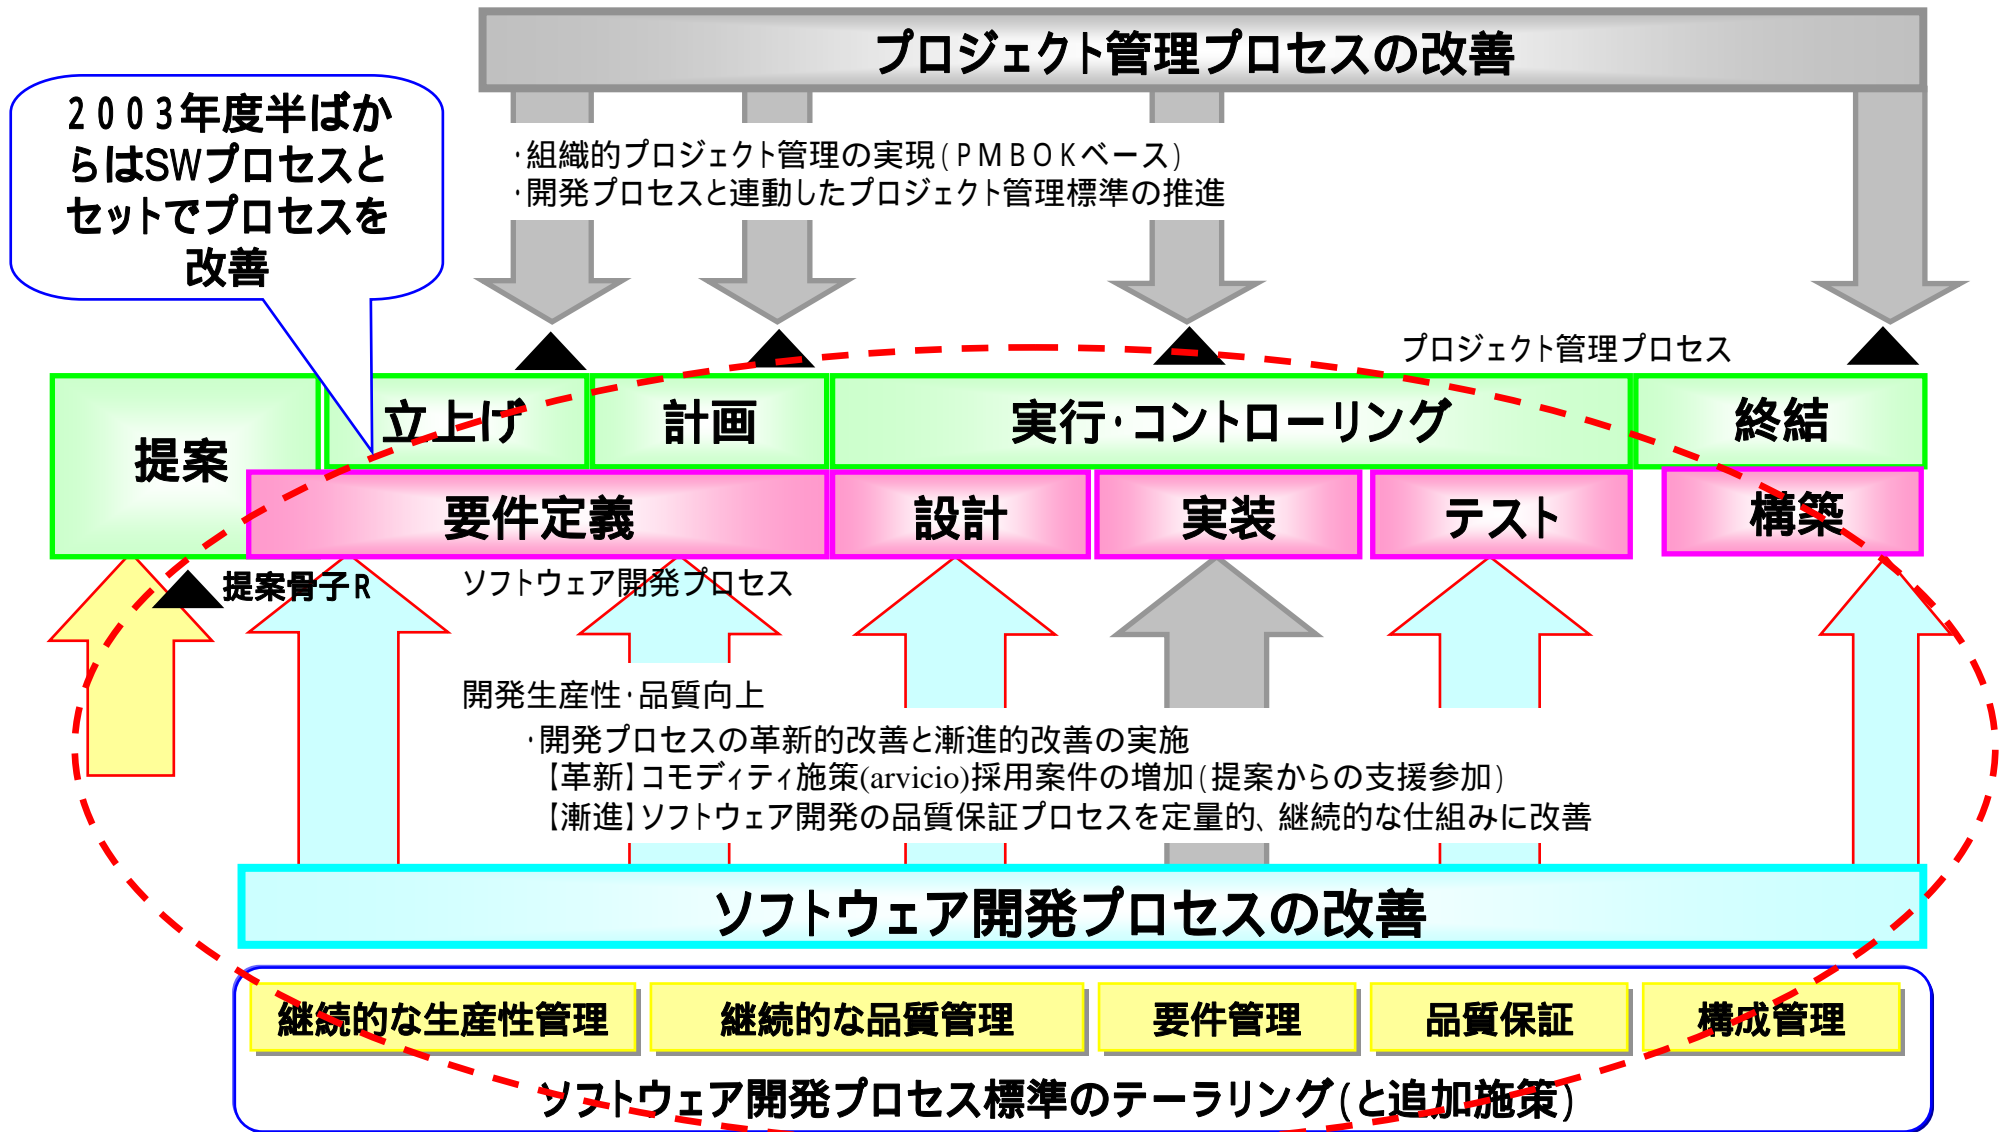 プロジェクト管理プロセスの改善
2003年度半ばか
らはSWプロセスと
セットでプロセスを
改善
・組織的プロジェクト管理の実現(PMBOKベース)
・開発プロセスと連動したプロジェクト管理標準の推進
プロジェクト管理プロセス
提案
立上げ
計画
実行・コントローリング
終結
要件定義
設計
実装
テスト
構築
提案骨子R
ソフトウェア開発プロセス
開発生産性・品質向上
・開発プロセスの革新的改善と漸進的改善の実施
【革新】コモディティ施策(arvicio)採用案件の増加(提案からの支援参加)
【漸進】ソフトウェア開発の品質保証プロセスを定量的、継続的な仕組みに改善
ソフトウェア開発プロセスの改善
継続的な生産性管理
継続的な品質管理
要件管理
品質保証
構成管理
ソフトウェア開発プロセス標準のテーラリング(と追加施策)